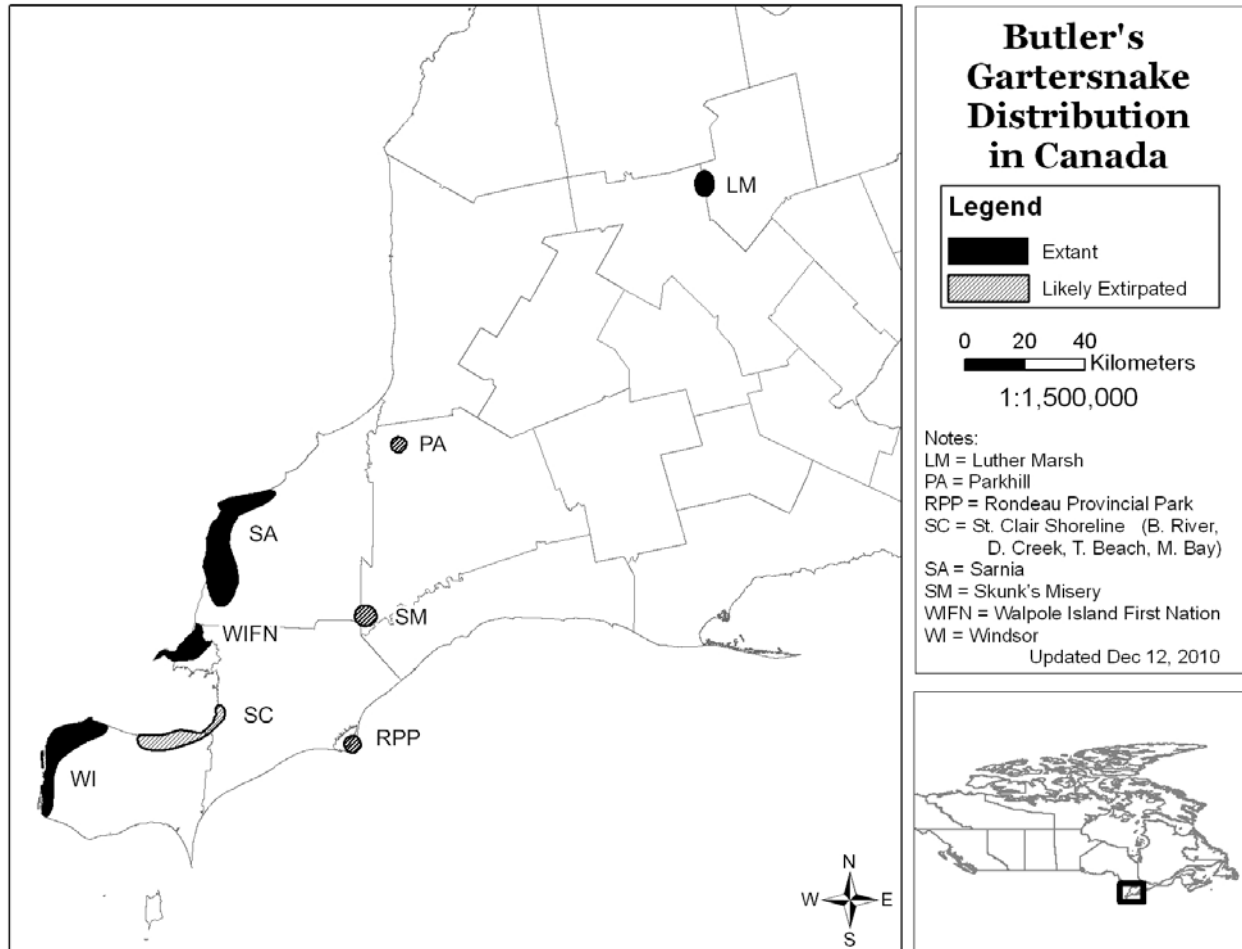 Butler's
Gartersnake
Distribution
in Canada
Legend
Extant
Likely Extirpated
0 20 40
Kilometers
1:1,500,000
Notes:
LM = Luther Marsh
PA = Parkhill
RPP = Rondeau Provincial Park
SC = St. Clair Shoreline (B. River,
D. Creek, T. Beach, M. Bay)
SA = Sarnia
SM = Skunk's Misery
WIFN = Walpole Island First Nation
WI = Windsor
Updated Dec 12, 2010
LM
PA
SA
SM
WIFN
SC
RPP
WI
N
W E
S